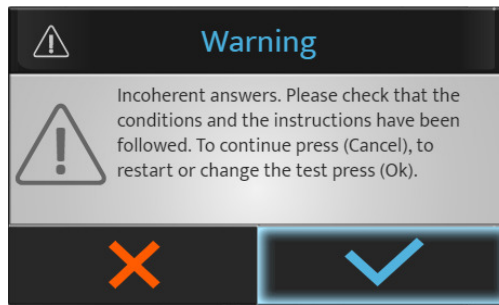 Warning
Incoherent answers. Please check that the
conditions and the instructions have been
followed. To continue press (Cancel), to
restart or change the test press (Ok).